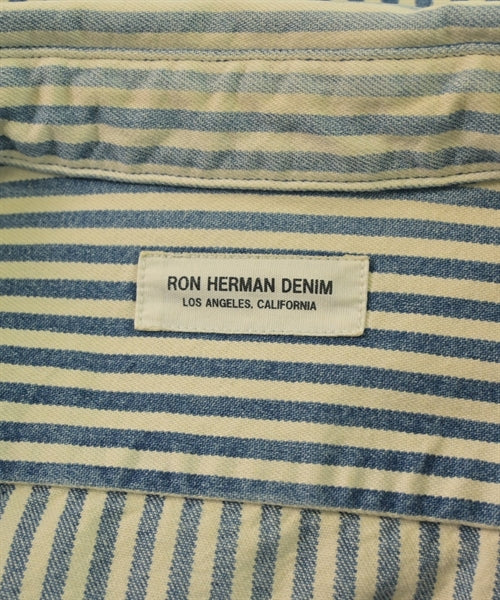 RON HERMAN DENIM
LOS ANGELES, CALIFORNIA